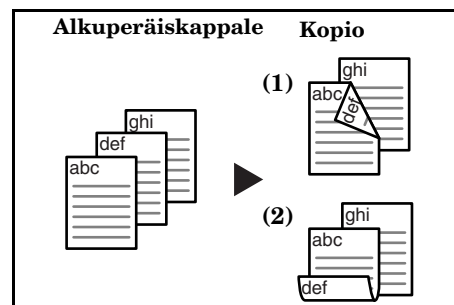 Alkuperäiskappale Kopio
(1)
ghi
abc
def
ghi
def
abc
(2)
ghi
abc
def